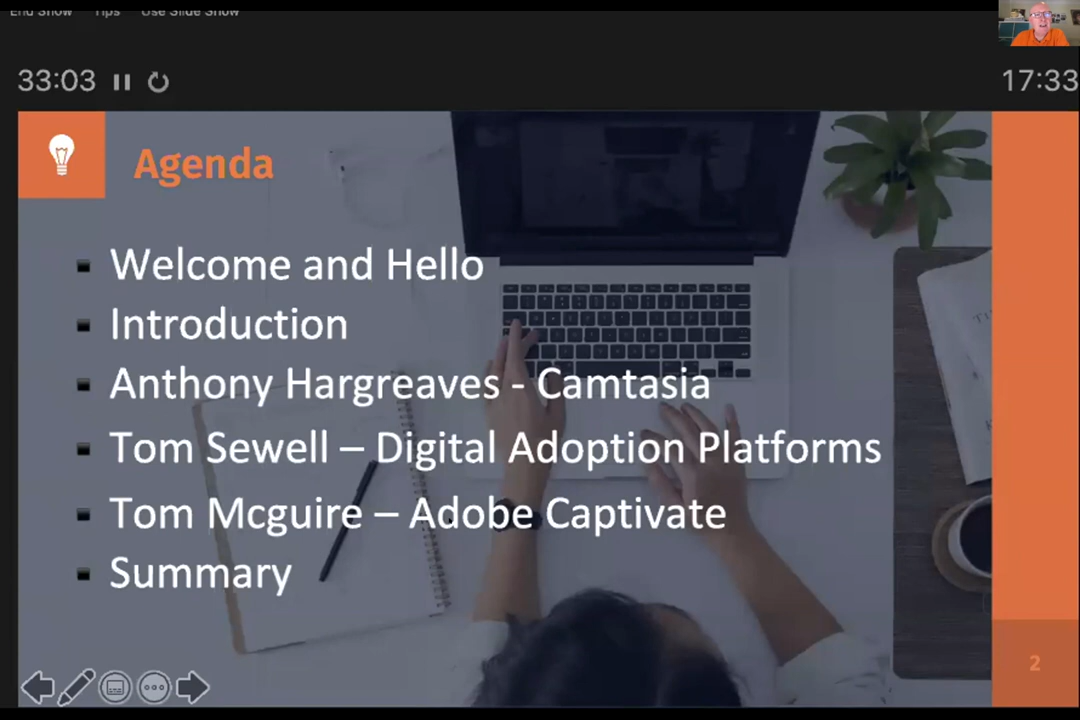 End Show Tips Use Slide Show
33:03
17:33
Agenda
▪ Welcome and Hello
▪ Introduction
▪ Anthony Hargreaves - Camtasia
▪ Tom Sewell – Digital Adoption Platforms
▪ Tom Mcguire – Adobe Captivate
▪ Summary
2